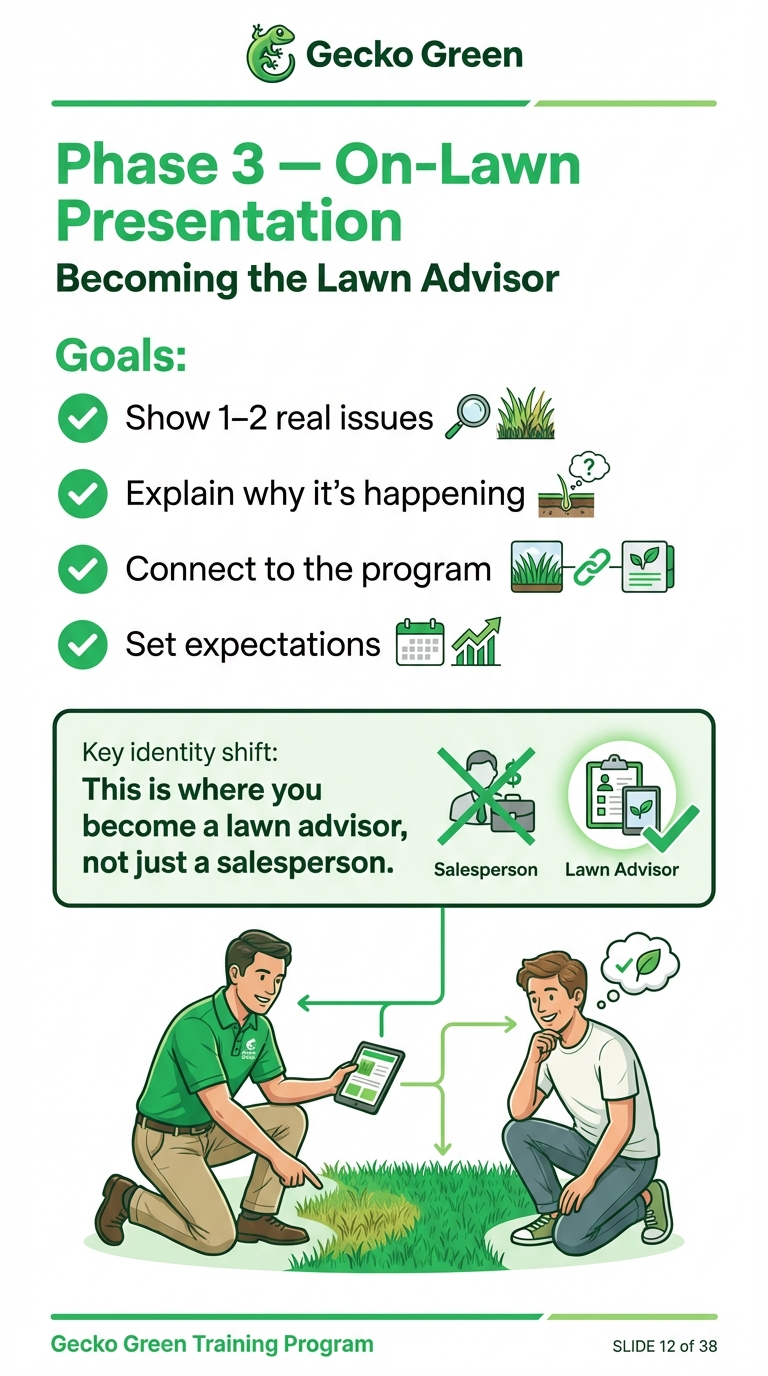 Gecko Green
Phase 3 — On-Lawn
Presentation
Becoming the Lawn Advisor
Goals:
Show 1–2 real issues
Explain why it's happening
?
Connect to the program
Set expectations
Key identity shift:
This is where you
become a lawn advisor,
not just a salesperson.
$
Salesperson
Lawn Advisor
Gecko Green Training Program
SLIDE 12 of 38